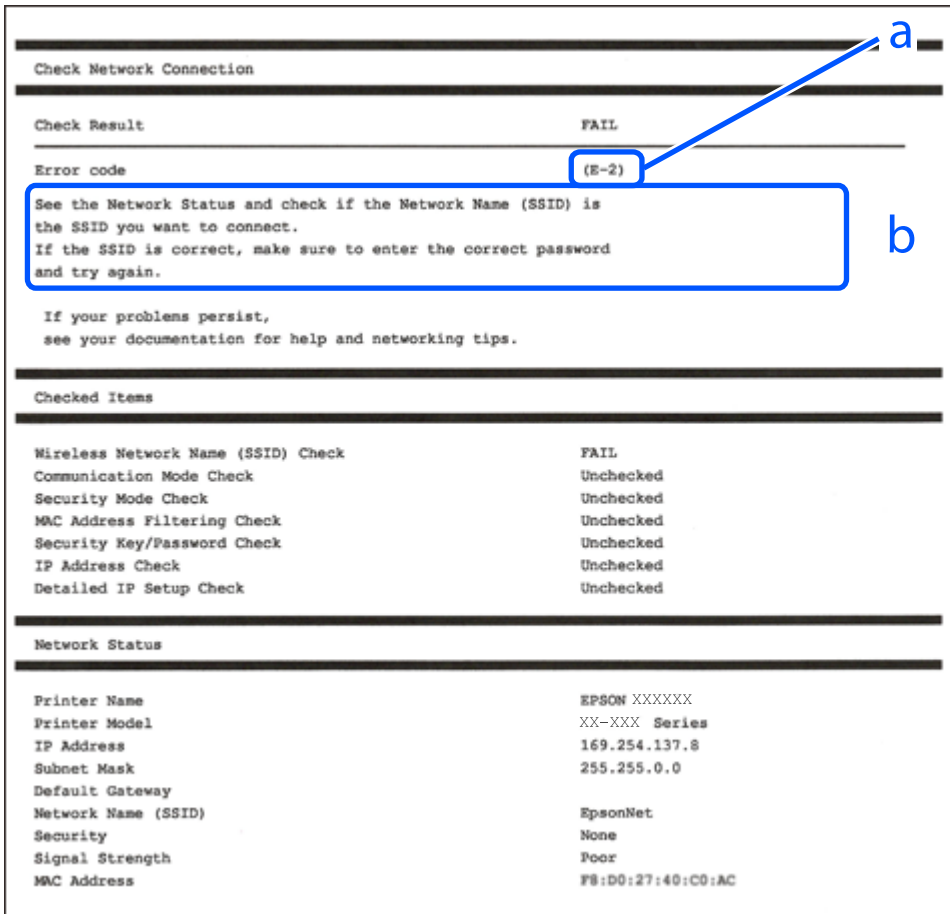 a
Check Network Connection
Check Result FAIL
Error code (E-2)
See the Network Status and check if the Network Name (SSID) is
the SSID you want to connect.
If the SSID is correct, make sure to enter the correct password
and try again.
b
If your problems persist,
see your documentation for help and networking tips.
Checked Items
Wireless Network Name (SSID) Check FAIL
Communication Mode Check Unchecked
Security Mode Check Unchecked
MAC Address Filtering Check Unchecked
Security Key/Password Check Unchecked
IP Address Check Unchecked
Detailed IP Setup Check Unchecked
Network Status
Printer Name EPSON XXXXXX
Printer Model XX-XXX Series
IP Address 169.254.137.8
Subnet Mask 255.255.0.0
Default Gateway
Network Name (SSID) EpsonNet
Security None
Signal Strength Poor
MAC Address F8:D0:27:40:C0:AC